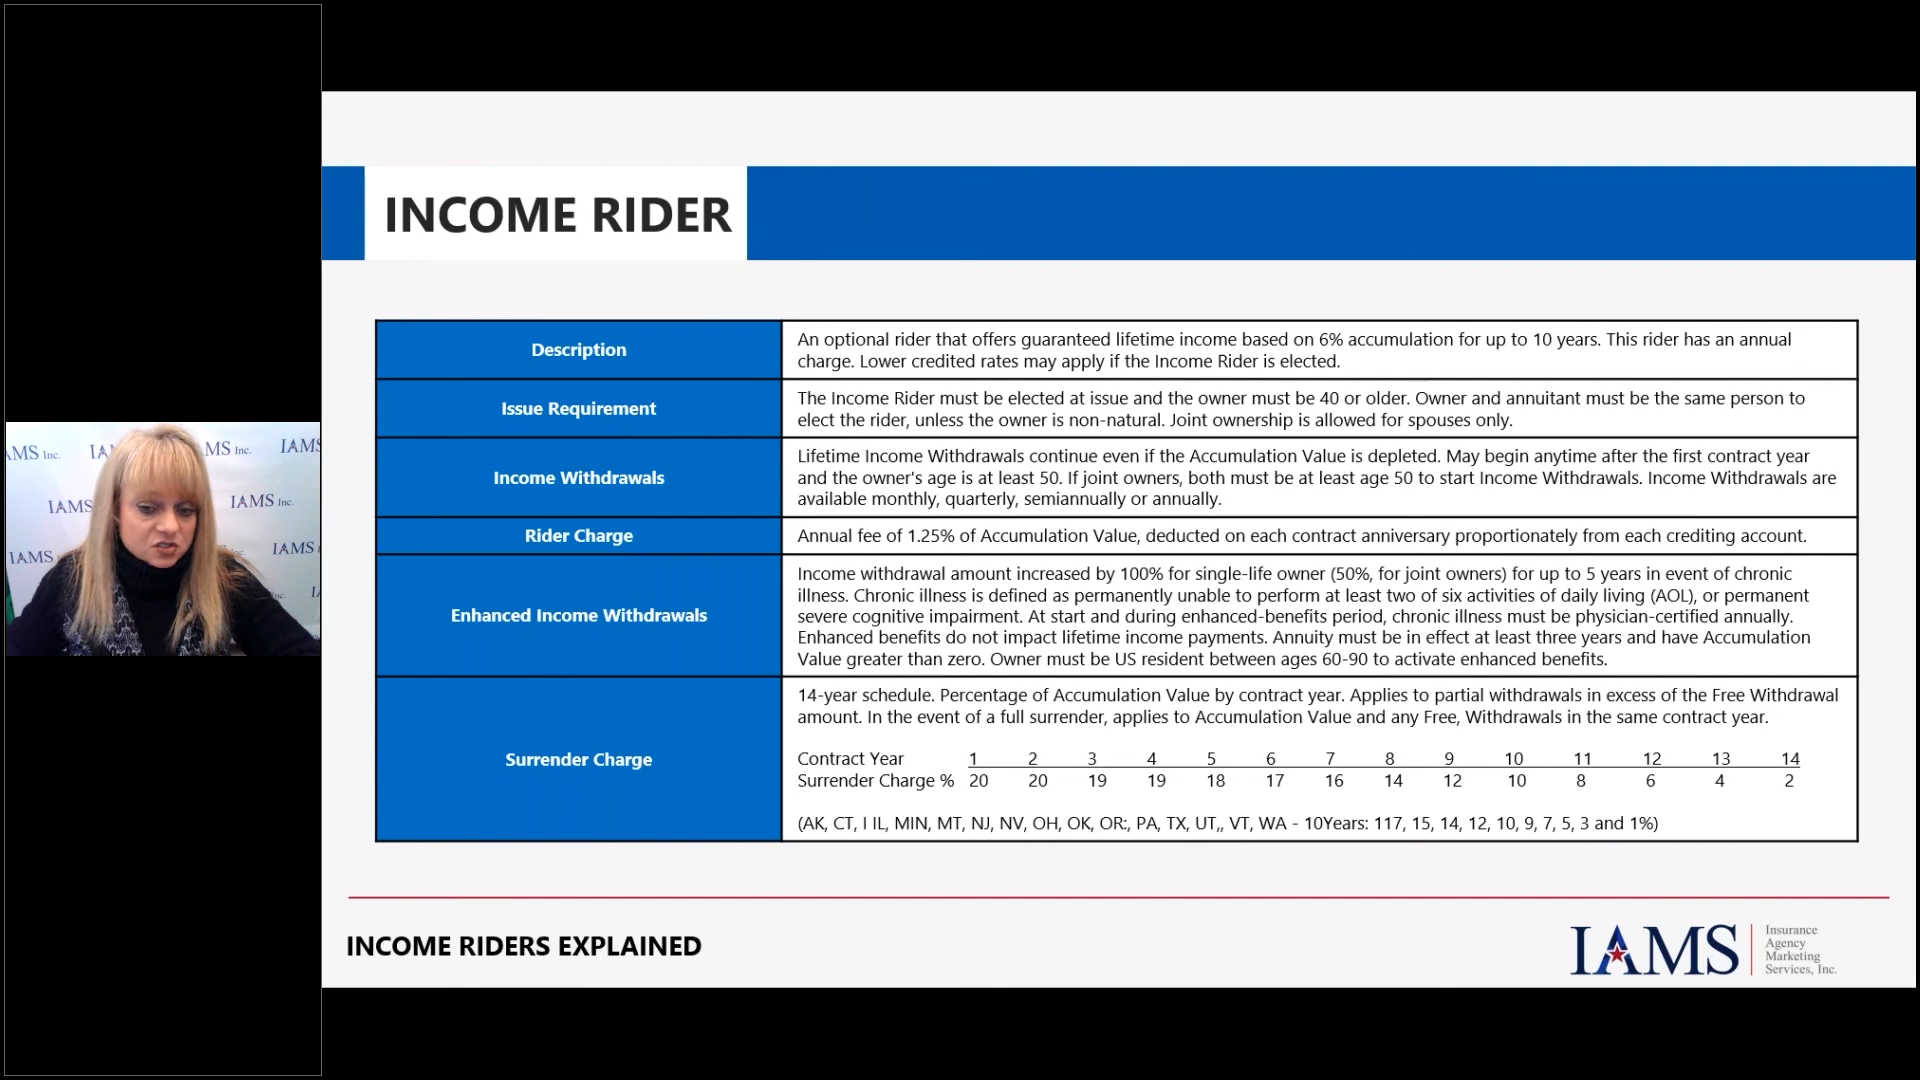 INCOME RIDER
Description
An optional rider that offers guaranteed lifetime income based on 6% accumulation for up to 10 years. This rider has an annual
charge. Lower credited rates may apply if the Income Rider is elected.
Issue Requirement
The Income Rider must be elected at issue and the owner must be 40 or older. Owner and annuitant must be the same person to
elect the rider, unless the owner is non-natural. Joint ownership is allowed for spouses only.
Income Withdrawals
Lifetime Income Withdrawals continue even if the Accumulation Value is depleted. May begin anytime after the first contract year
and the owner's age is at least 50. If joint owners, both must be at least age 50 to start Income Withdrawals. Income Withdrawals are
available monthly, quarterly, semiannually or annually.
Rider Charge
Annual fee of 1.25% of Accumulation Value, deducted on each contract anniversary proportionately from each crediting account.
Enhanced Income Withdrawals
Income withdrawal amount increased by 100% for single-life owner (50%, for joint owners) for up to 5 years in event of chronic
illness. Chronic illness is defined as permanently unable to perform at least two of six activities of daily living (AOL), or permanent
severe cognitive impairment. At start and during enhanced-benefits period, chronic illness must be physician-certified annually.
Enhanced benefits do not impact lifetime income payments. Annuity must be in effect at least three years and have Accumulation
Value greater than zero. Owner must be US resident between ages 60-90 to activate enhanced benefits.
Surrender Charge
14-year schedule. Percentage of Accumulation Value by contract year. Applies to partial withdrawals in excess of the Free Withdrawal
amount. In the event of a full surrender, applies to Accumulation Value and any Free, Withdrawals in the same contract year.
Contract Year 1 2 3 4 5 6 7 8 9 10 11 12 13 14
Surrender Charge % 20 20 19 19 18 17 16 14 12 10 8 6 4 2
(AK, CT, I IL, MIN, MT, NJ, NV, OH, OK, OR:, PA, TX, UT,, VT, WA - 10Years: 117, 15, 14, 12, 10, 9, 7, 5, 3 and 1%)
INCOME RIDERS EXPLAINED
IAMS
Insurance
Agency
Marketing
Services, Inc.
AMS Inc. IA MS Inc. IAMS
IAMS IAMS Inc.
IAMS Inc. IAMS